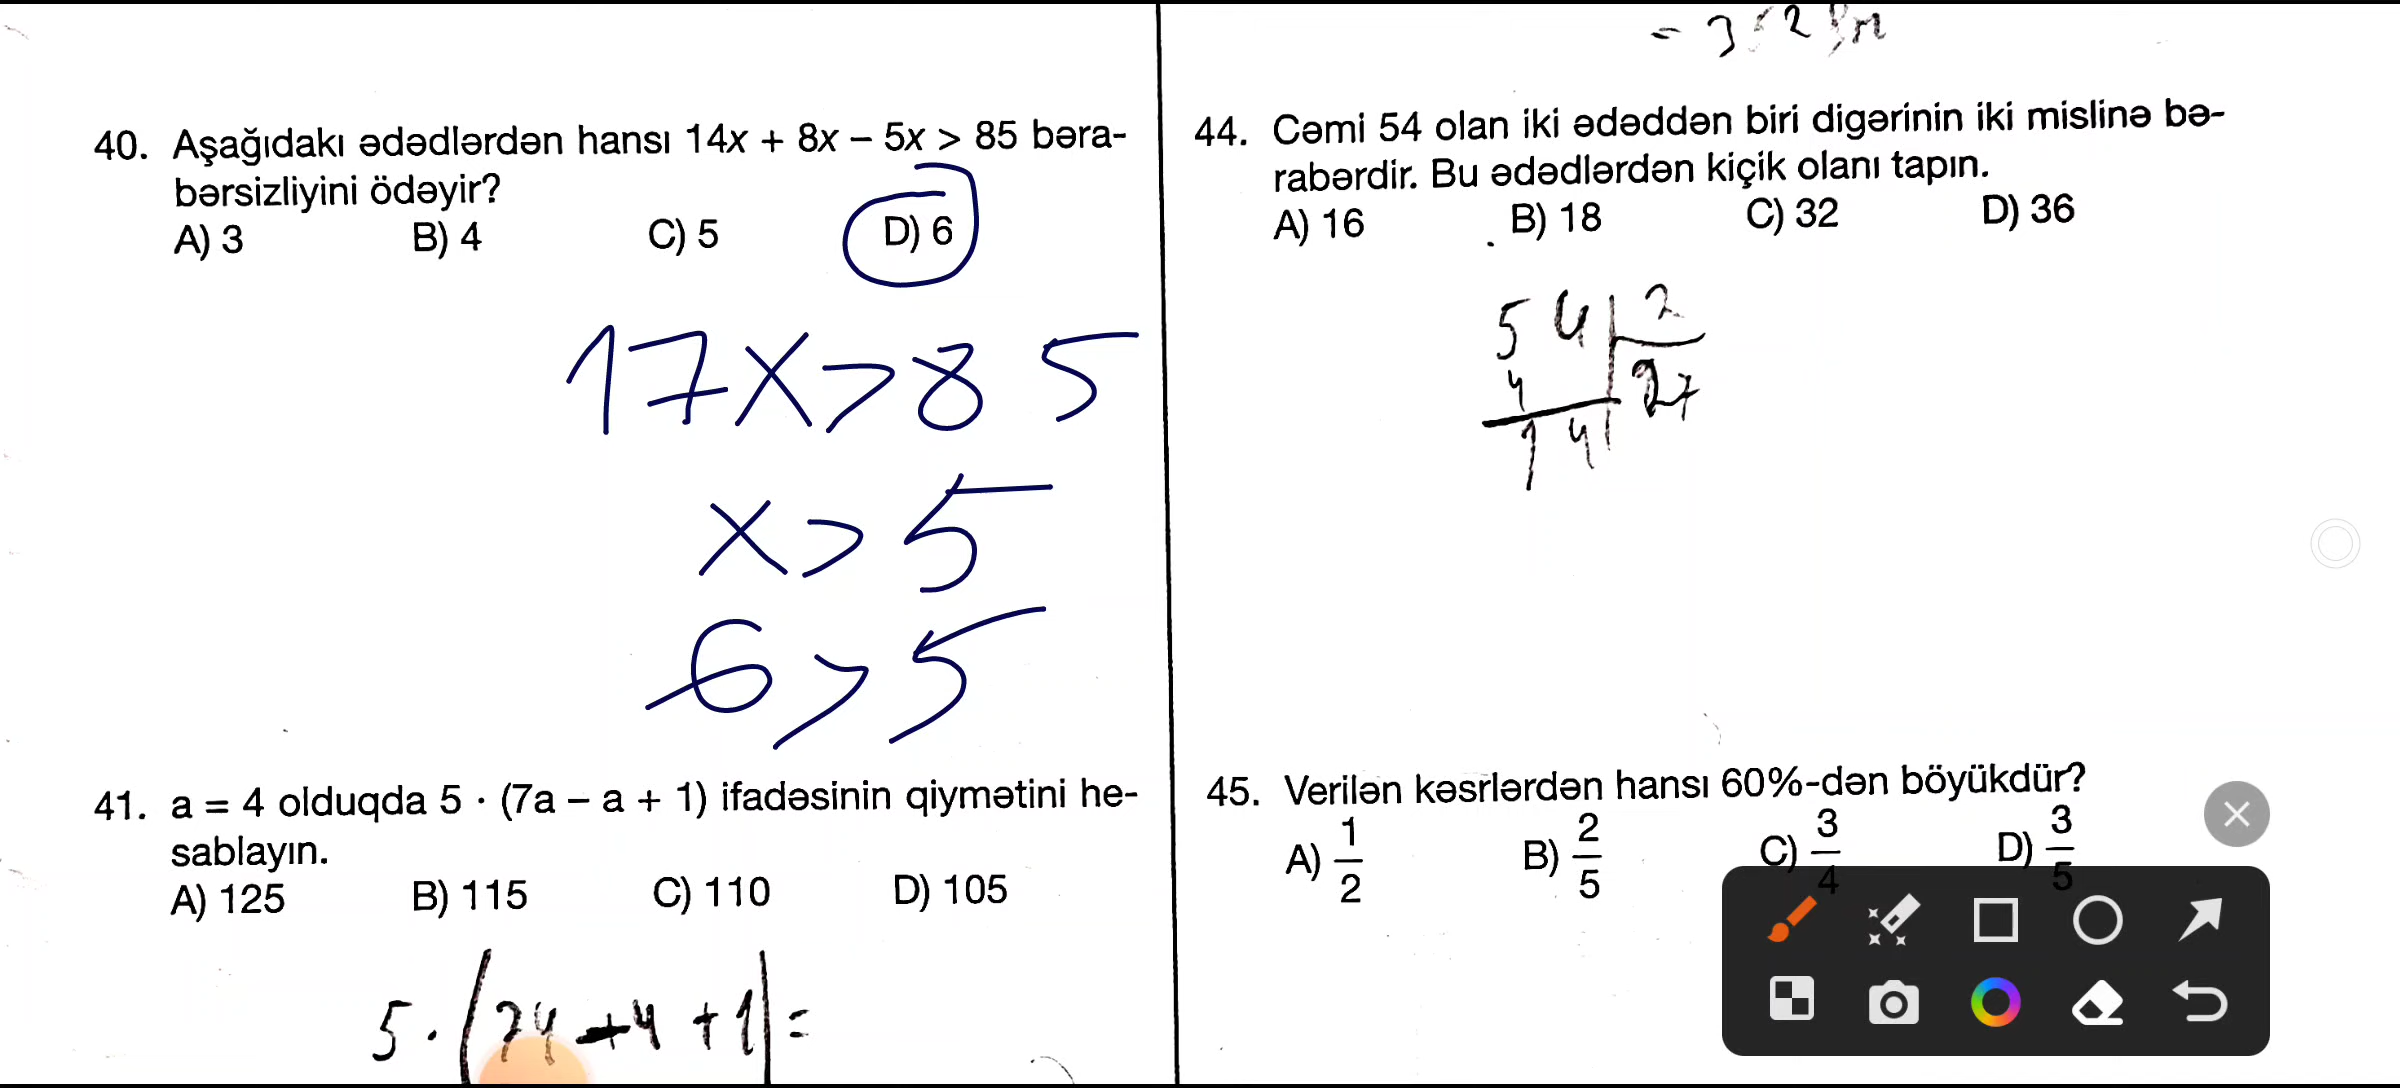 40. Aşağıdakı ədədlərdən hansı 14x + 8x – 5x > 85 bəra-
bərsizliyini ödəyir?
A) 3 B) 4 C) 5 D) 6
17x>85
x>5
6>5
41. a = 4 olduqda 5 · (7a – a + 1) ifadəsinin qiymətini he-
sablayın.
A) 125 B) 115 C) 110 D) 105
44. Cəmi 54 olan iki ədəddən biri digərinin iki mislinə bə-
rabərdir. Bu ədədlərdən kiçik olanı tapın.
A) 16 B) 18 C) 32 D) 36
54 2
4 27
14
45. Verilən kəsrlərdən hansı 60%-dən böyükdür?
A) 1/2 B) 2/5 C) 3/4 D) 3/5